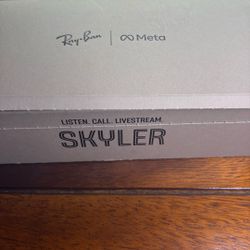 Ray-Ban | Meta
LISTEN. CALL. LIVESTREAM.
SKYLER